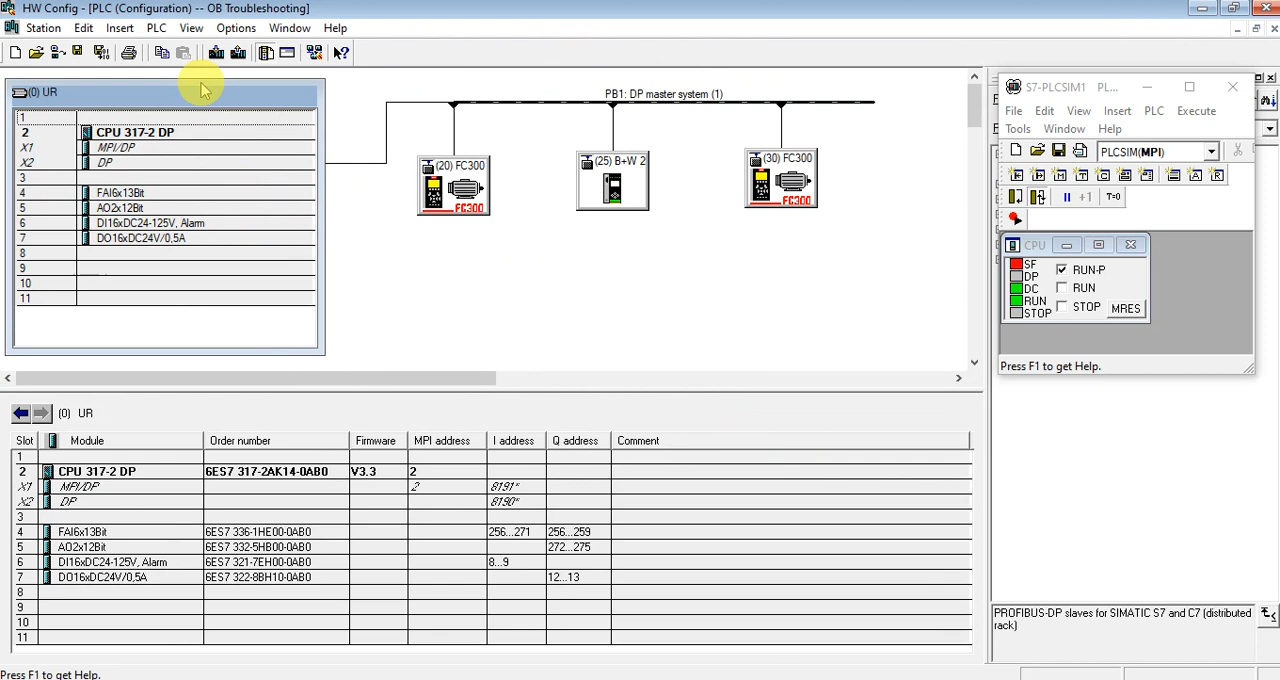 HW Config - [PLC (Configuration) -- OB Troubleshooting]
Station Edit Insert PLC View Options Window Help
(0) UR
1
2 CPU 317-2 DP
X1 MPI/DP
X2 DP
3
4 FAI6x13Bit
5 AO2x12Bit
6 DI16xDC24-125V, Alarm
7 DO16xDC24V/0,5A
8
9
10
11
PB1: DP master system (1)
(20) FC300
FC300
(25) B+W 2
(30) FC300
FC300
S7-PLCSIM1 PL...
File Edit View Insert PLC Execute
Tools Window Help
PLCSIM(MPI)
+1 T=0
CPU
SF
DP
DC
RUN
STOP
RUN-P
RUN
STOP
MRES
Press F1 to get Help.
(0) UR
Slot Module Order number Firmware MPI address I address Q address Comment
1
2 CPU 317-2 DP 6ES7 317-2AK14-0AB0 V3.3 2
X1 MPI/DP 2 8191*
X2 DP 8190*
3
4 FAI6x13Bit 6ES7 336-1HE00-0AB0 256...271 256...259
5 AO2x12Bit 6ES7 332-5HB00-0AB0 272...275
6 DI16xDC24-125V, Alarm 6ES7 321-7EH00-0AB0 8...9
7 DO16xDC24V/0,5A 6ES7 322-8BH10-0AB0 12...13
8
9
10
11
PROFIBUS-DP slaves for SIMATIC S7 and C7 (distributed
rack)
Press F1 to get Help.